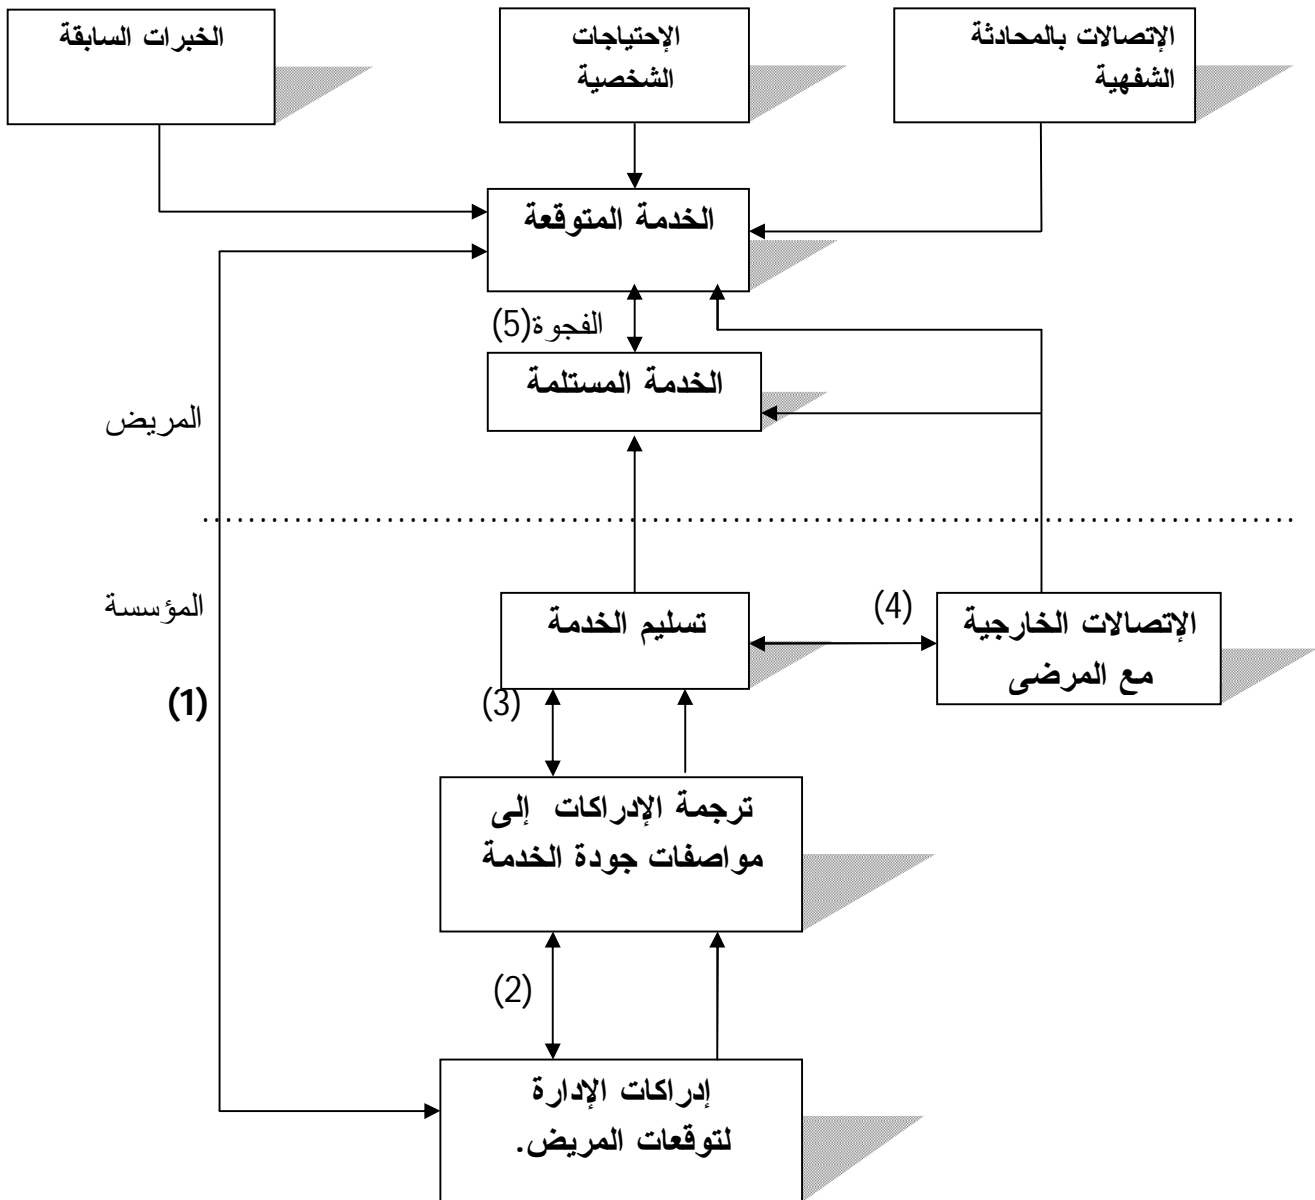 الإتصالات بالمحادثة
الشفهية
الإحتياجات
الشخصية
الخبرات السابقة
الخدمة المتوقعة
الفجوة(5)
الخدمة المستلمة
المريض
المؤسسة
(1)
تسليم الخدمة
(4)
الإتصالات الخارجية
مع المرضى
(3)
ترجمة الإدراكات إلى
مواصفات جودة الخدمة
(2)
إدراكات الإدارة
لتوقعات المريض.